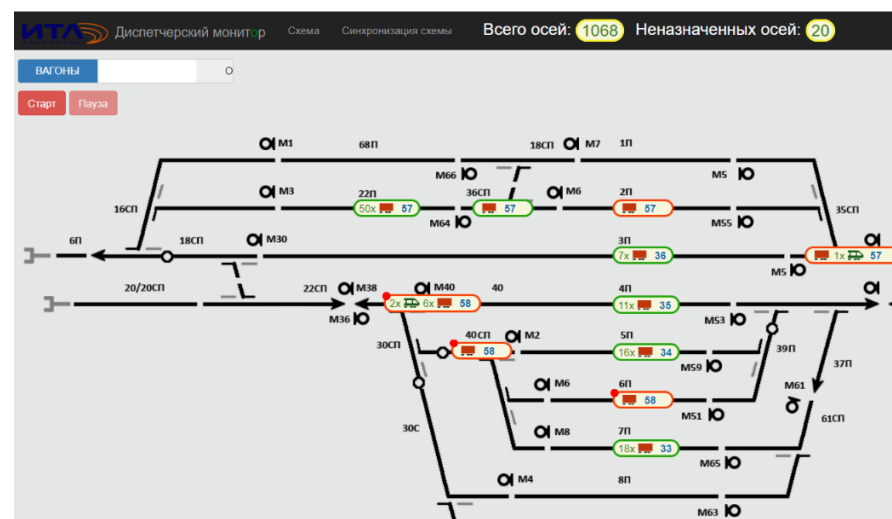 ИТЛ Диспетчерский монитор Схема Синхронизация схемы Всего осей: 1068 Неназначенных осей: 20
ВАГОНЫ О
Старт Пауза
М1 68П 18СП М7 1П
М66 М5
М3 22П 36СП М6 2П
50x 57 57 57
16СП М64 М55 35СП
6П 18СП М30 3П
7x 36 1x 57
М5
20/20СП 22СП М38 М40 40 4П
2x 6x 58 11x 35
М36 М53
30СП 40СП М2 5П 39П
58 16x 34
М59 37П
М6 6П М61
58
М51
30С М8 7П 61СП
18x 33
М65
М4 8П
М63